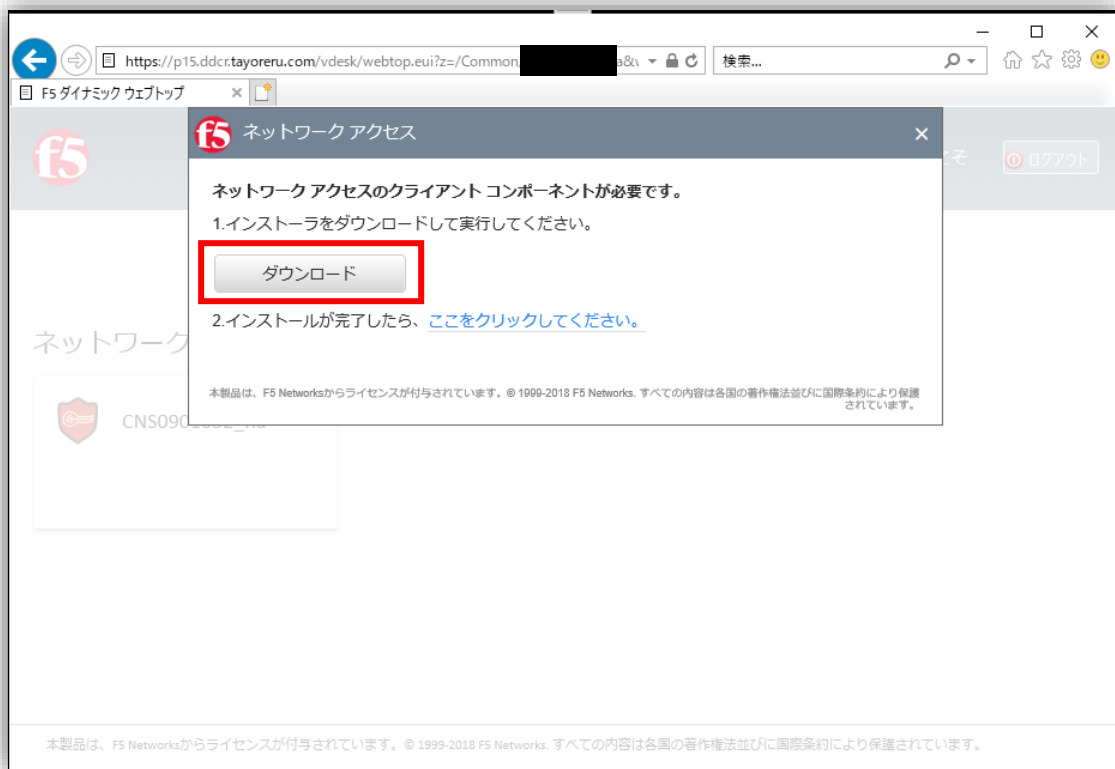 https://p15.ddcr.tayoreru.com/vdesk/webtop.eui?z=/Common
検索...
F5 ダイナミック ウェブトップ
f5 ネットワーク アクセス
f5
ログアウト
ネットワーク アクセスのクライアント コンポーネントが必要です。
1.インストーラをダウンロードして実行してください。
ダウンロード
2.インストールが完了したら、ここをクリックしてください。
ネットワーク
本製品は、F5 Networksからライセンスが付与されています。© 1999-2018 F5 Networks. すべての内容は各国の著作権法並びに国際条約により保護
されています。
本製品は、F5 Networksからライセンスが付与されています。© 1999-2018 F5 Networks. すべての内容は各国の著作権法並びに国際条約により保護されています。